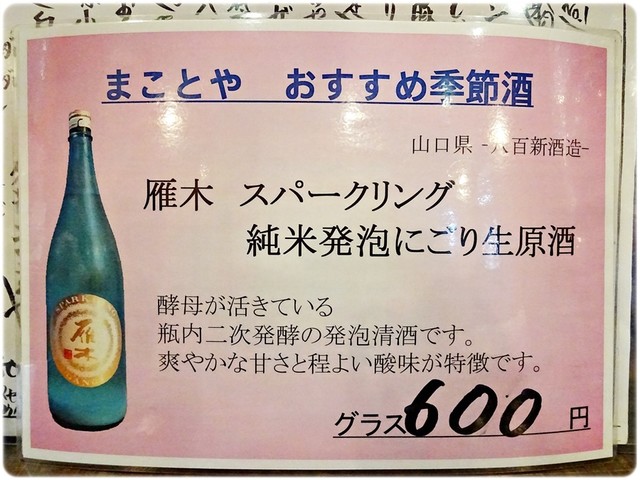 まことや　おすすめ季節酒
山口県 -八百新酒造-
雁木　スパークリング
純米発泡にごり生原酒
酵母が活きている
瓶内二次発酵の発泡清酒です。
爽やかな甘さと程よい酸味が特徴です。
グラス600円
雁木